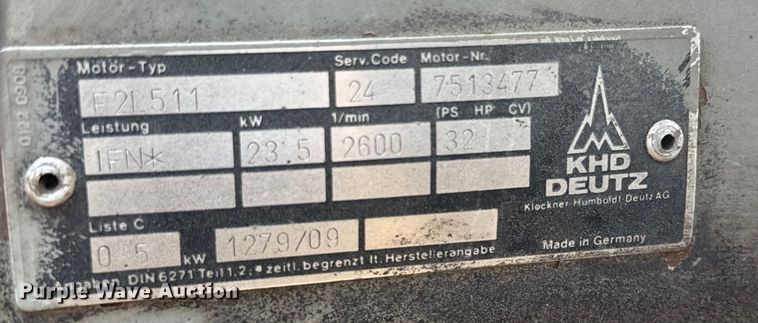 Motor-Typ Serv.Code Motor-Nr.
F2L511 24 7513477
Leistung kW 1/min (PS HP CV)
IFN* 23.5 2600 32
KHD
DEUTZ
Klöckner-Humboldt-Deutz AG
Liste C
0.5 kW 1279/09
Made in Germany
DIN 6271 Teil 1,2; * zeitl. begrenzt lt. Herstellerangabe
0122 0908
Purple Wave Auction